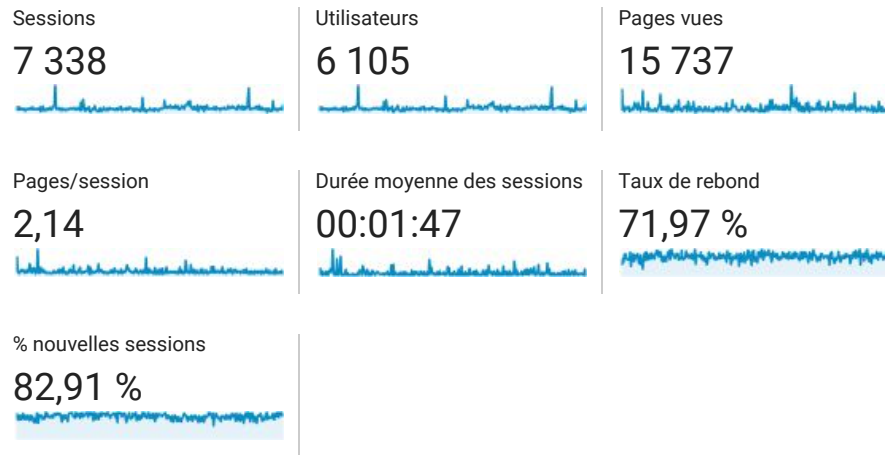 Sessions
7 338
Utilisateurs
6 105
Pages vues
15 737
Pages/session
2,14
Durée moyenne des sessions
00:01:47
Taux de rebond
71,97 %
% nouvelles sessions
82,91 %